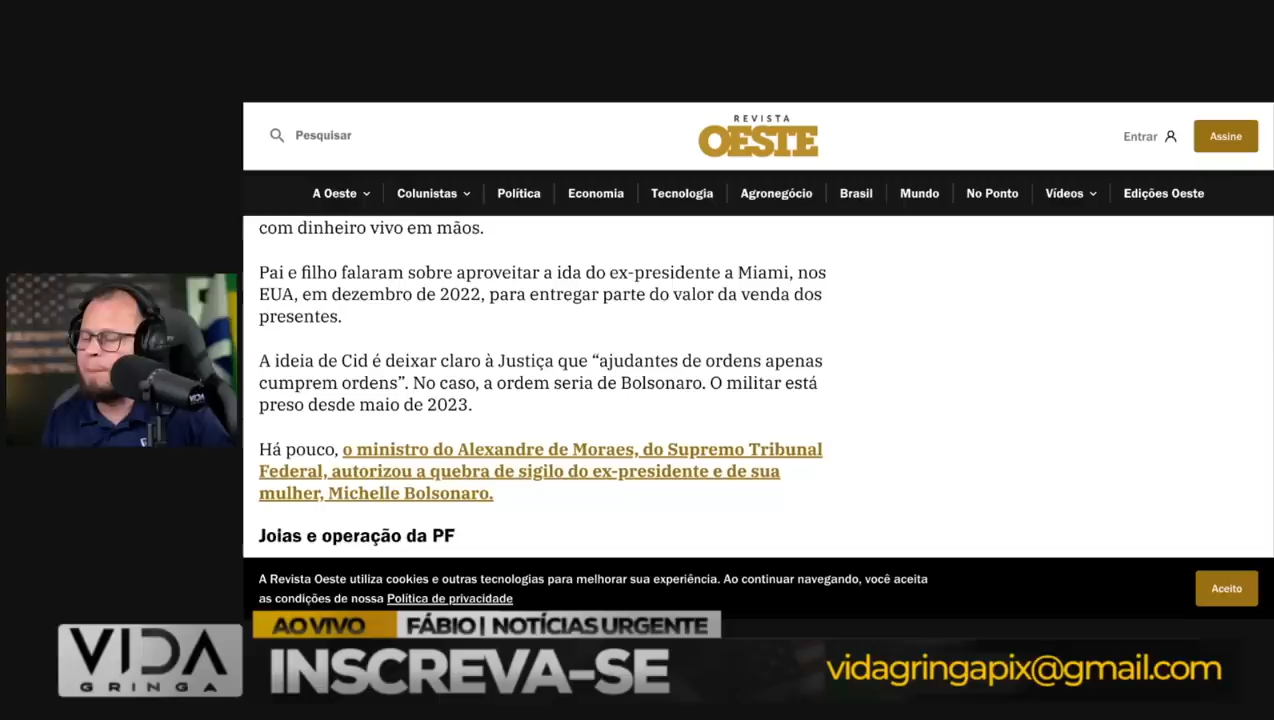 Pesquisar
REVISTA
OESTE
Entrar
Assine
A Oeste
Colunistas
Política
Economia
Tecnologia
Agronegócio
Brasil
Mundo
No Ponto
Vídeos
Edições Oeste
com dinheiro vivo em mãos.
Pai e filho falaram sobre aproveitar a ida do ex-presidente a Miami, nos
EUA, em dezembro de 2022, para entregar parte do valor da venda dos
presentes.
A ideia de Cid é deixar claro à Justiça que “ajudantes de ordens apenas
cumprem ordens”. No caso, a ordem seria de Bolsonaro. O militar está
preso desde maio de 2023.
Há pouco, o ministro do Alexandre de Moraes, do Supremo Tribunal
Federal, autorizou a quebra de sigilo do ex-presidente e de sua
mulher, Michelle Bolsonaro.
Joias e operação da PF
A Revista Oeste utiliza cookies e outras tecnologias para melhorar sua experiência. Ao continuar navegando, você aceita
as condições de nossa Política de privacidade
Aceito
AO VIVO
FÁBIO | NOTÍCIAS URGENTE
VIDA
GRINGA
INSCREVA-SE
vidagringapix@gmail.com